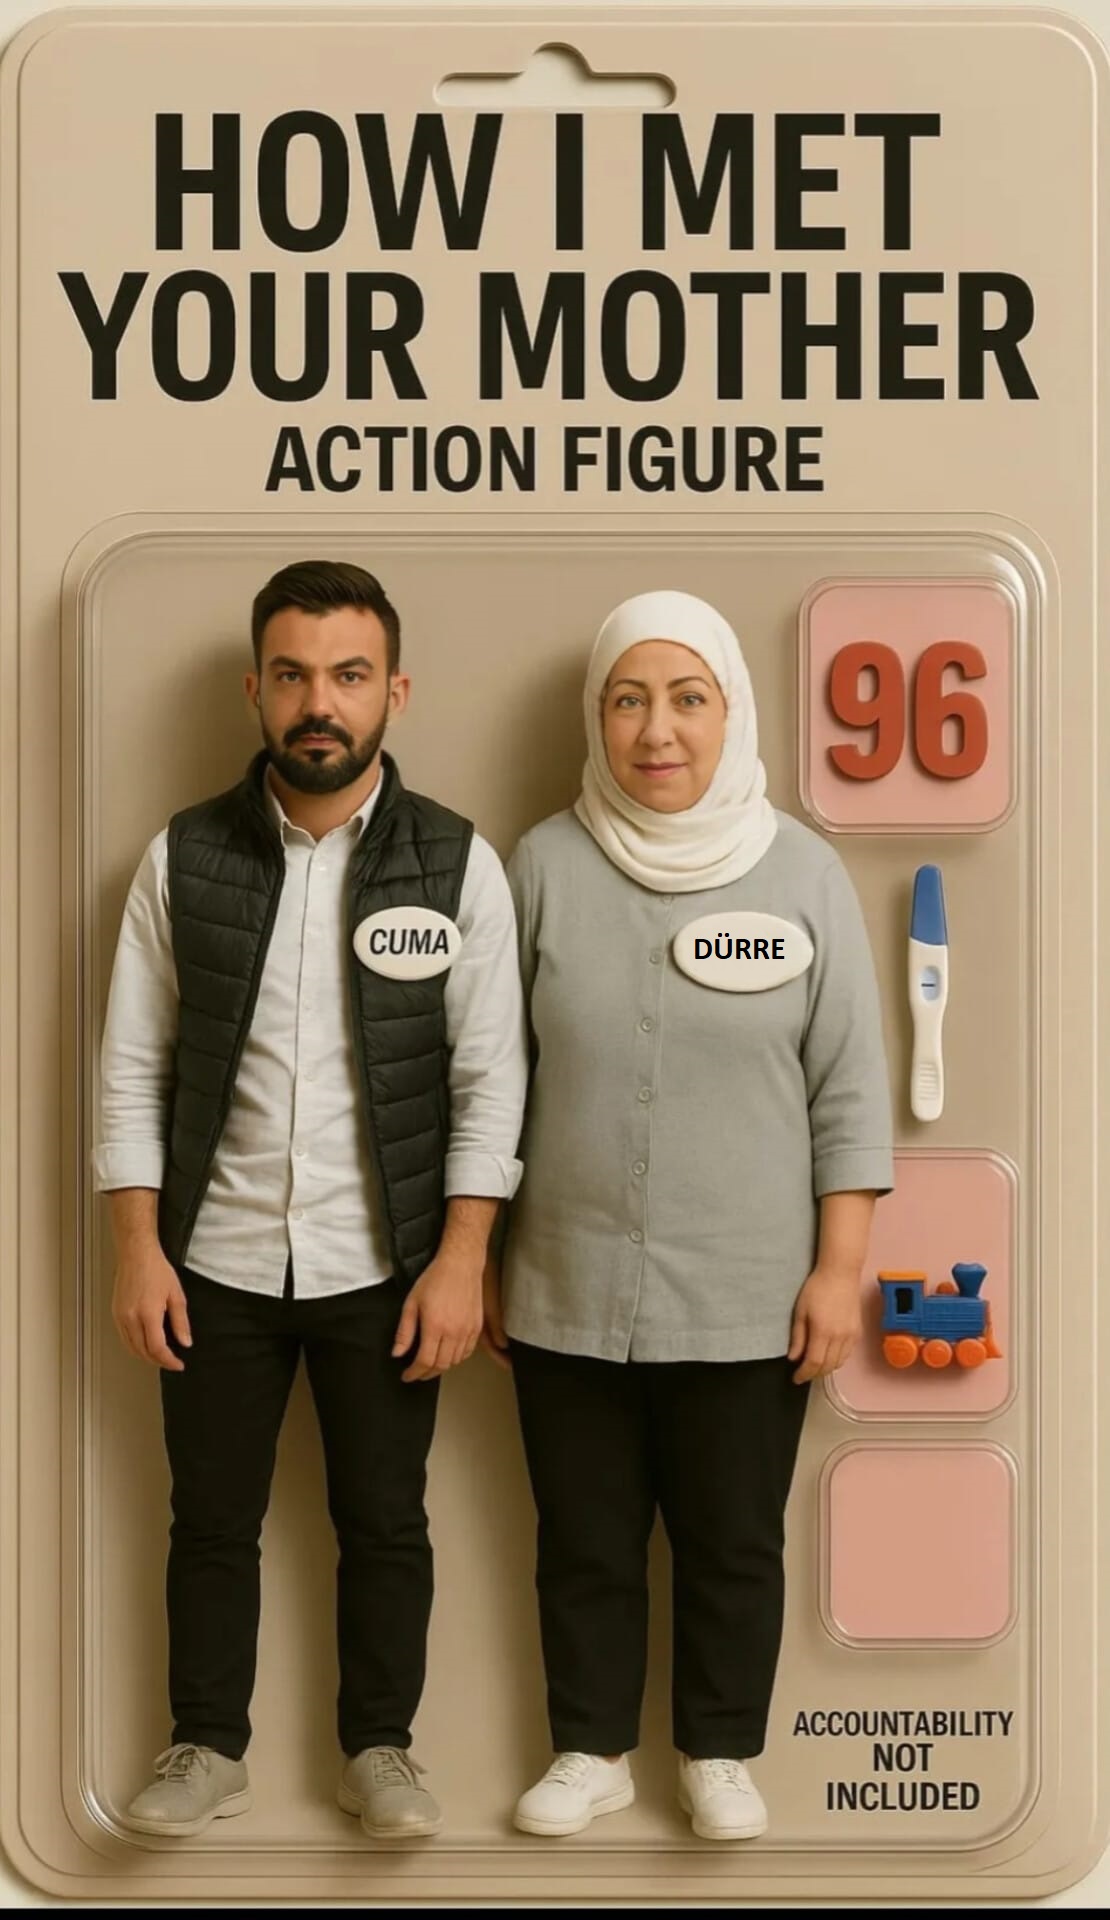 HOW I MET
YOUR MOTHER
ACTION FIGURE
96
CUMA
DÜRRE
ACCOUNTABILITY
NOT
INCLUDED